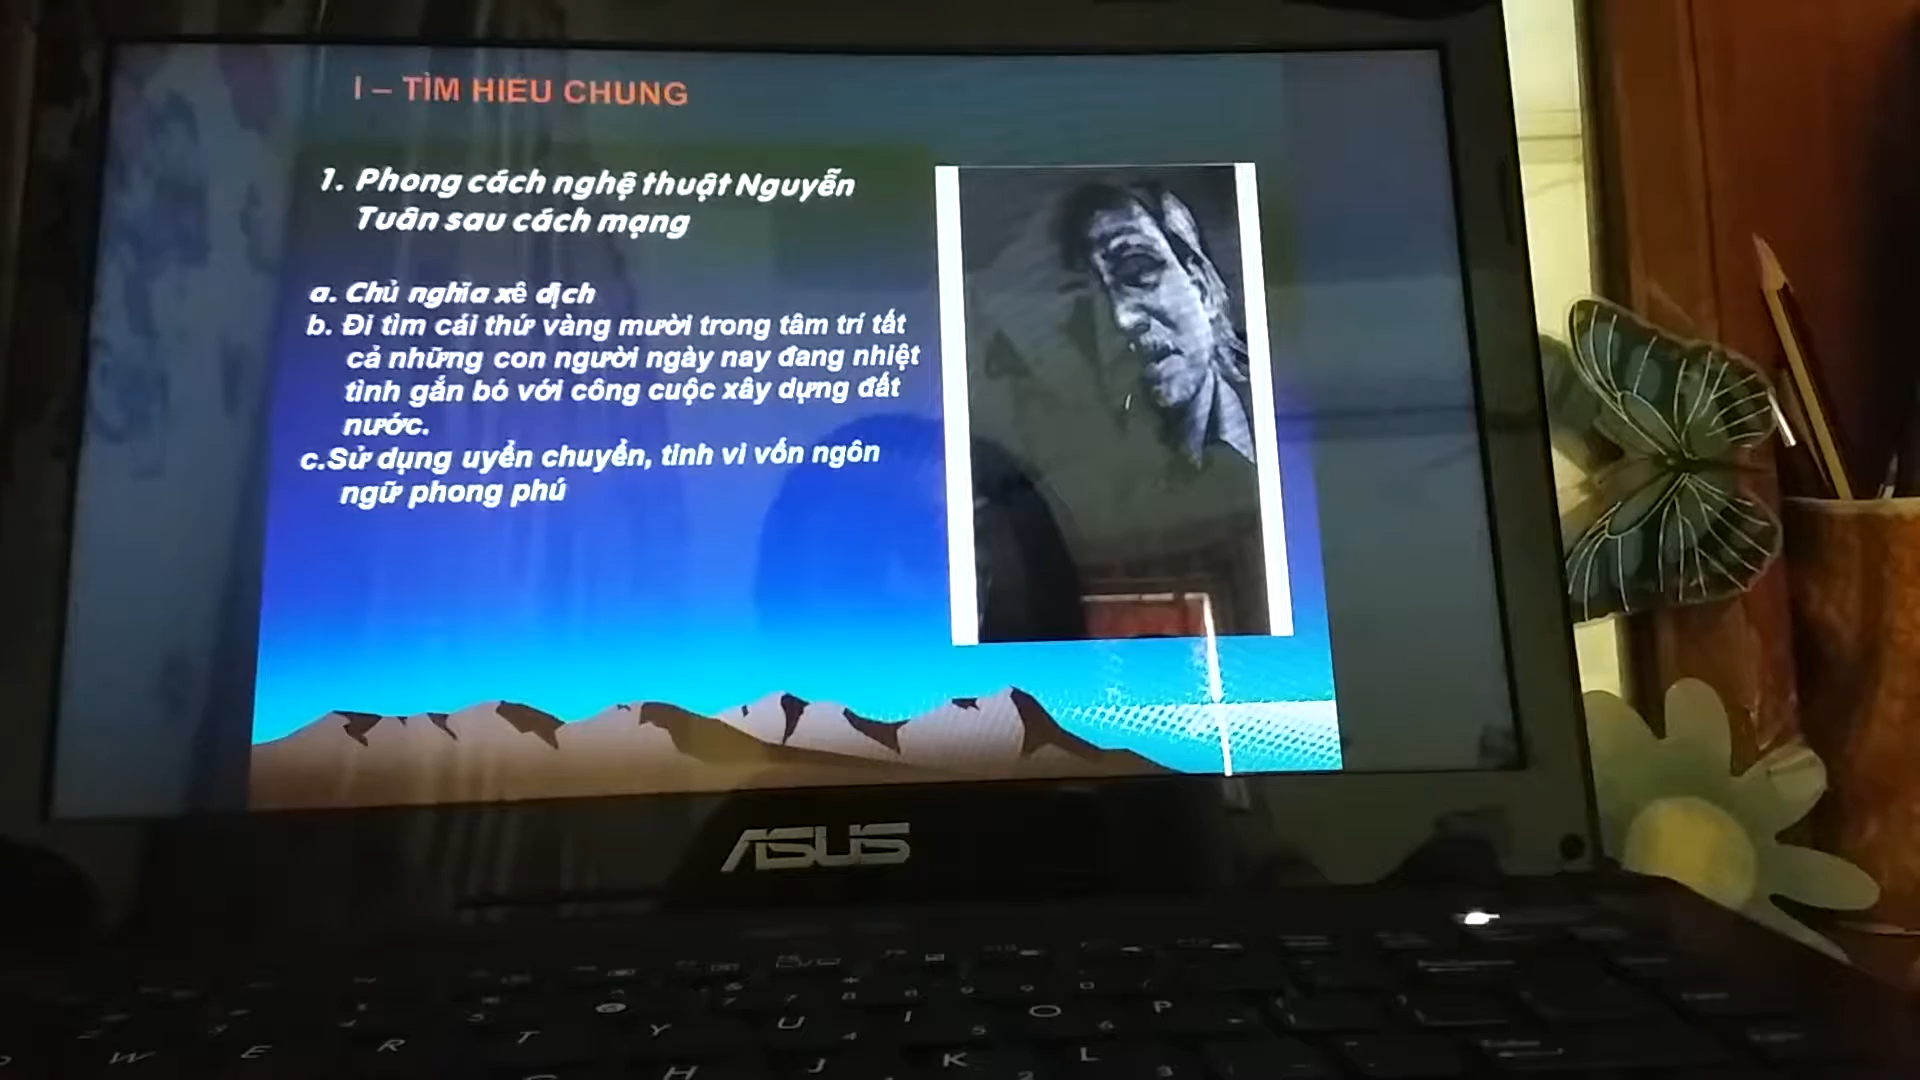 I – TÌM HIỂU CHUNG
1. Phong cách nghệ thuật Nguyễn
Tuân sau cách mạng
a. Chủ nghĩa xê dịch
b. Đi tìm cái thứ vàng mười trong tâm trí tất
cả những con người ngày nay đang nhiệt
tình gắn bó với công cuộc xây dựng đất
nước.
c.Sử dụng uyển chuyển, tinh vi vốn ngôn
ngữ phong phú
ASUS
W E R T Y U I O P
H J K L